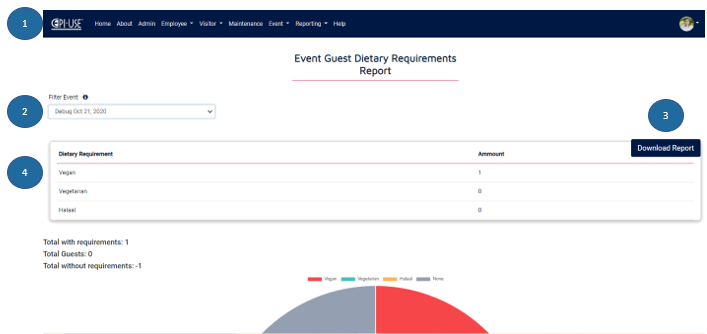 1
EPI-USE Home About Admin Employee Visitor Maintenance Event Reporting Help
Event Guest Dietary Requirements
Report
Filter Event
2
Debug Oct 21, 2020
3
Download Report
Dietary Requirement Ammount
4
Vegan 1
Vegetarian 0
Halaal 0
Total with requirements: 1
Total Guests: 0
Total without requirements: -1
Vegan Vegetarian Halaal None